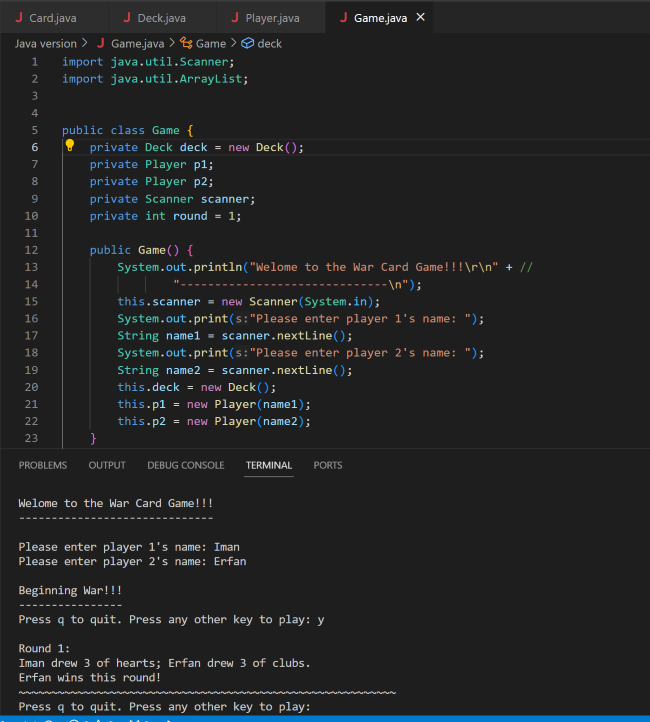 Card.java Deck.java Player.java Game.java
Java version > Game.java > Game > deck
1 import java.util.Scanner;
2 import java.util.ArrayList;
3
4
5 public class Game {
6 private Deck deck = new Deck();
7 private Player p1;
8 private Player p2;
9 private Scanner scanner;
10 private int round = 1;
11
12 public Game() {
13 System.out.println("Welome to the War Card Game!!!\r\n" + //
14 "------------------------------\n");
15 this.scanner = new Scanner(System.in);
16 System.out.print(s:"Please enter player 1's name: ");
17 String name1 = scanner.nextLine();
18 System.out.print(s:"Please enter player 2's name: ");
19 String name2 = scanner.nextLine();
20 this.deck = new Deck();
21 this.p1 = new Player(name1);
22 this.p2 = new Player(name2);
23 }
PROBLEMS OUTPUT DEBUG CONSOLE TERMINAL PORTS
Welome to the War Card Game!!!
------------------------------
Please enter player 1's name: Iman
Please enter player 2's name: Erfan
Beginning War!!!
----------------
Press q to quit. Press any other key to play: y
Round 1:
Iman drew 3 of hearts; Erfan drew 3 of clubs.
Erfan wins this round!
~~~~~~~~~~~~~~~~~~~~~~~~~~~~~~~~~~~~~~~~~~~~~~~~~~~~~~~~~~
Press q to quit. Press any other key to play: